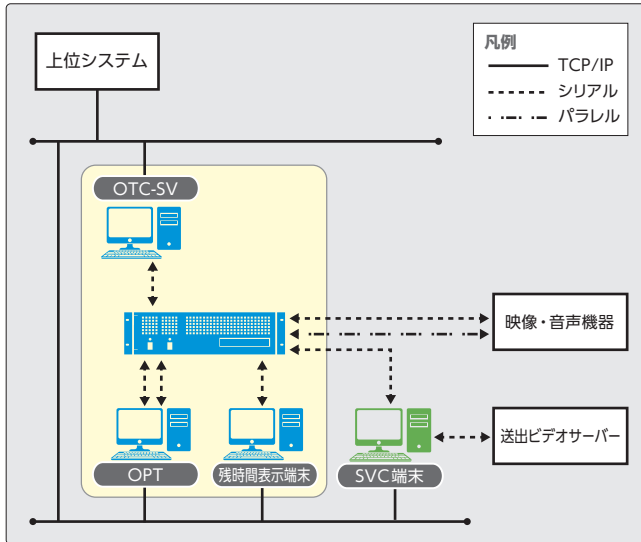 上位システム
凡例
TCP/IP
シリアル
パラレル
OTC-SV
映像・音声機器
送出ビデオサーバー
OPT
残時間表示端末
SVC端末